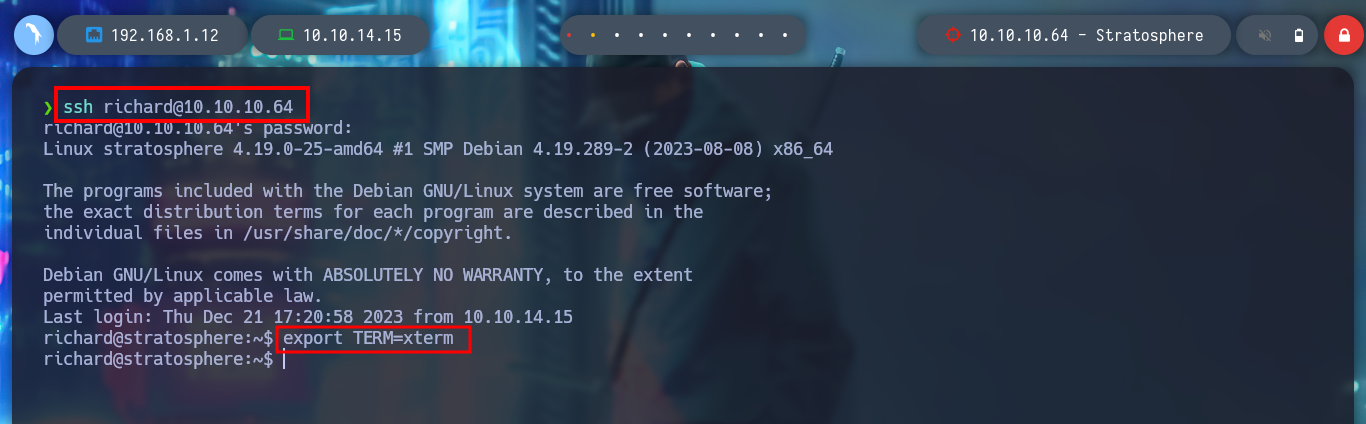 192.168.1.12 10.10.14.15 10.10.10.64 - Stratosphere
❯ ssh richard@10.10.10.64
richard@10.10.10.64's password:
Linux stratosphere 4.19.0-25-amd64 #1 SMP Debian 4.19.289-2 (2023-08-08) x86_64
The programs included with the Debian GNU/Linux system are free software;
the exact distribution terms for each program are described in the
individual files in /usr/share/doc/*/copyright.
Debian GNU/Linux comes with ABSOLUTELY NO WARRANTY, to the extent
permitted by applicable law.
Last login: Thu Dec 21 17:20:58 2023 from 10.10.14.15
richard@stratosphere:~$ export TERM=xterm
richard@stratosphere:~$